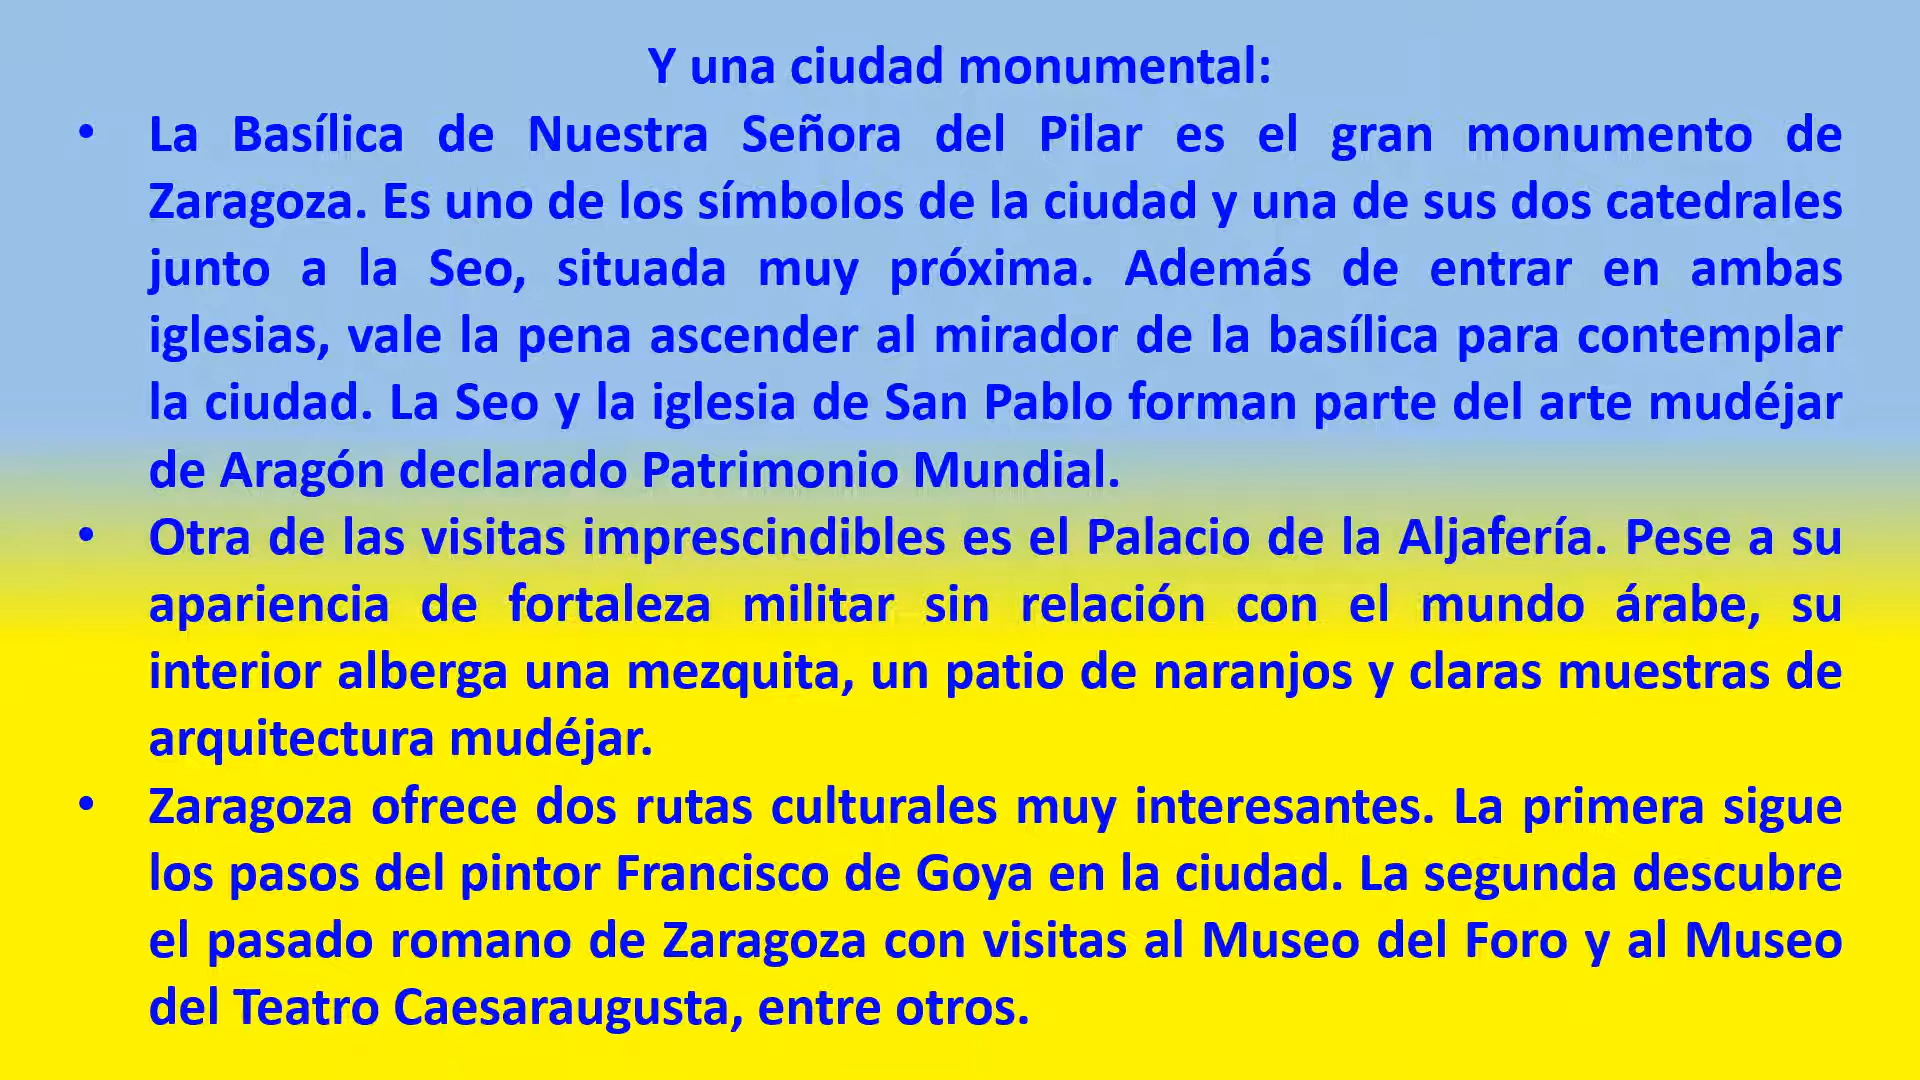 Y una ciudad monumental:
• La Basílica de Nuestra Señora del Pilar es el gran monumento de
Zaragoza. Es uno de los símbolos de la ciudad y una de sus dos catedrales
junto a la Seo, situada muy próxima. Además de entrar en ambas
iglesias, vale la pena ascender al mirador de la basílica para contemplar
la ciudad. La Seo y la iglesia de San Pablo forman parte del arte mudéjar
de Aragón declarado Patrimonio Mundial.
• Otra de las visitas imprescindibles es el Palacio de la Aljafería. Pese a su
apariencia de fortaleza militar sin relación con el mundo árabe, su
interior alberga una mezquita, un patio de naranjos y claras muestras de
arquitectura mudéjar.
• Zaragoza ofrece dos rutas culturales muy interesantes. La primera sigue
los pasos del pintor Francisco de Goya en la ciudad. La segunda descubre
el pasado romano de Zaragoza con visitas al Museo del Foro y al Museo
del Teatro Caesaraugusta, entre otros.